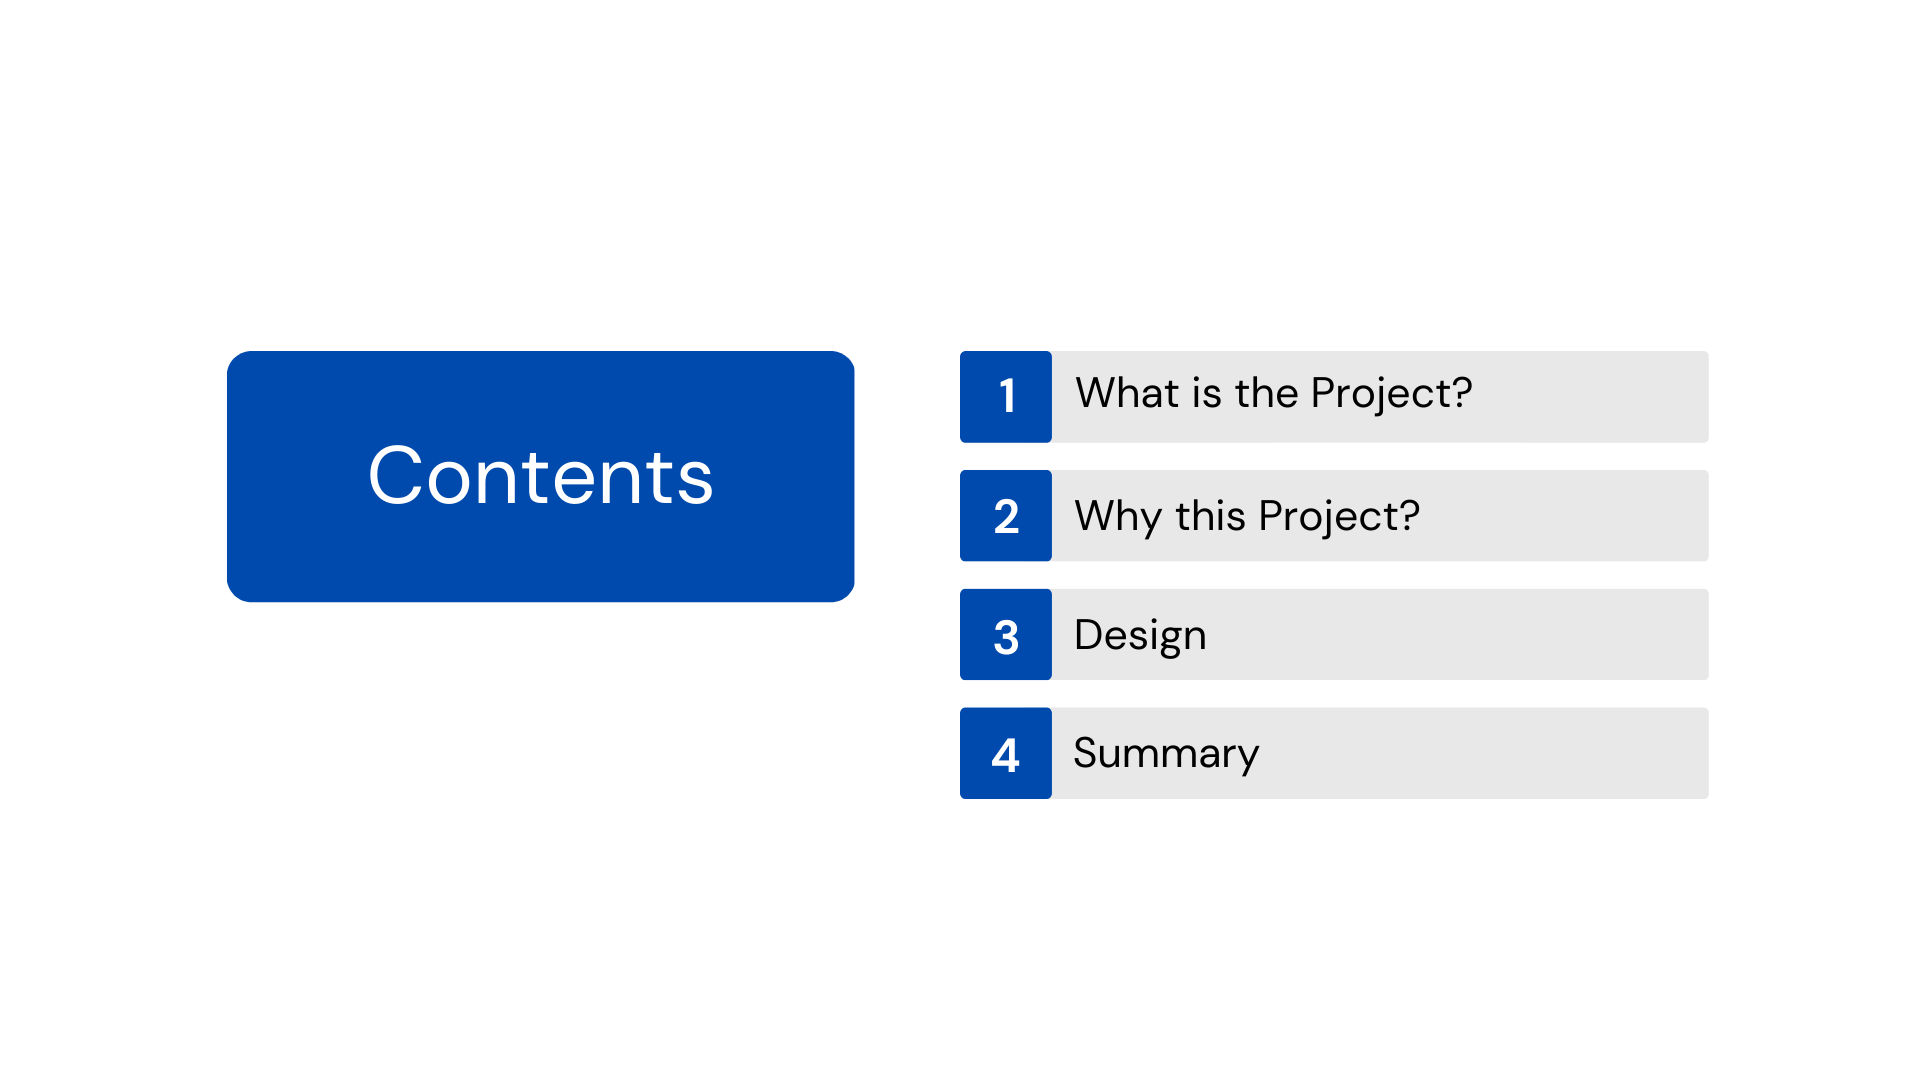 Contents
1 What is the Project?
2 Why this Project?
3 Design
4 Summary